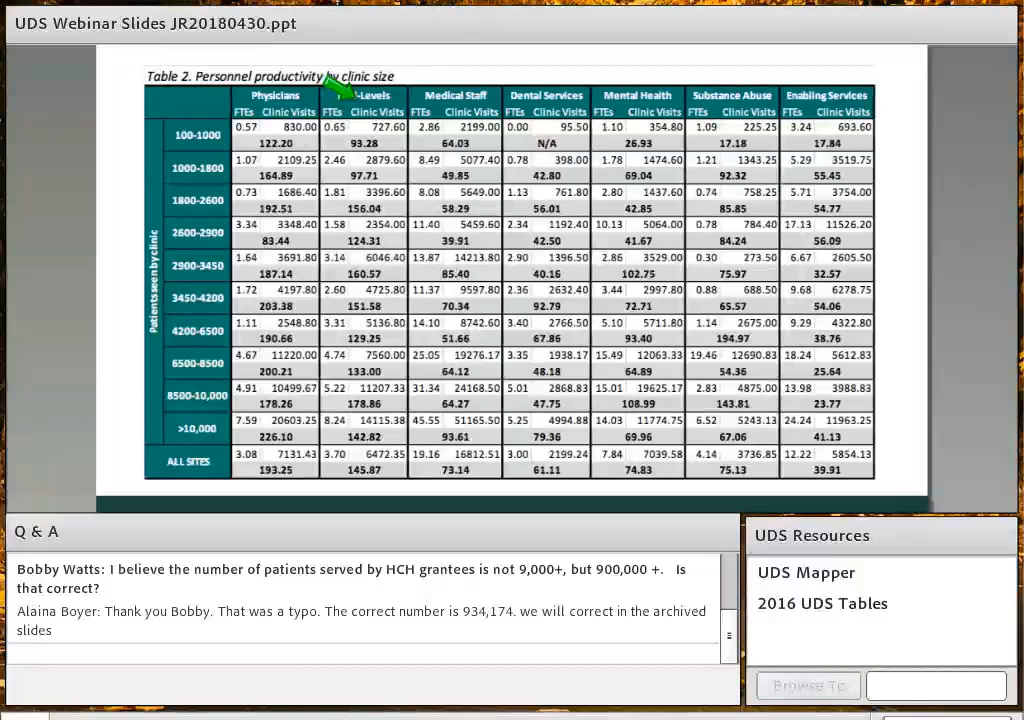 UDS Webinar Slides JR20180430.ppt
Table 2. Personnel productivity by clinic size
Physicians -Levels Medical Staff Dental Services Mental Health Substance Abuse Enabling Services
FTEs Clinic Visits FTEs Clinic Visits FTEs Clinic Visits FTEs Clinic Visits FTEs Clinic Visits FTEs Clinic Visits FTEs Clinic Visits
Patients seen by clinic
100-1000 0.57 830.00 0.65 727.60 2.86 2199.00 0.00 95.50 1.10 354.80 1.09 225.25 3.24 693.60
122.20 93.28 64.03 N/A 26.93 17.18 17.84
1000-1800 1.07 2109.25 2.46 2879.60 8.49 5077.40 0.78 398.00 1.78 1474.60 1.21 1343.25 5.29 3519.75
164.89 97.71 49.85 42.80 69.04 92.32 55.45
1800-2600 0.73 1686.40 1.81 3396.60 8.08 5649.00 1.13 761.80 2.80 1437.60 0.74 758.25 5.71 3754.00
192.51 156.04 58.29 56.01 42.85 85.85 54.77
2600-2900 3.34 3348.40 1.58 2354.00 11.40 5459.60 2.34 1192.40 10.13 5064.00 0.78 784.40 17.13 11526.20
83.44 124.31 39.91 42.50 41.67 84.24 56.09
2900-3450 1.64 3691.80 3.14 6046.40 13.87 14213.80 2.90 1396.50 2.86 3529.00 0.30 273.50 6.67 2605.50
187.14 160.57 85.40 40.16 102.75 75.97 32.57
3450-4200 1.72 4197.80 2.60 4725.80 11.37 9597.80 2.36 2632.40 3.44 2997.80 0.88 688.50 9.68 6278.75
203.38 151.58 70.34 92.79 72.71 65.57 54.06
4200-6500 1.11 2548.80 3.31 5136.80 14.10 8742.60 3.40 2766.50 5.10 5711.80 1.14 2675.00 9.29 4322.80
190.66 129.25 51.66 67.86 93.40 194.97 38.76
6500-8500 4.67 11220.00 4.74 7560.00 25.05 19276.17 3.35 1938.17 15.49 12063.33 19.46 12690.83 18.24 5612.83
200.21 133.00 64.12 48.18 64.89 54.36 25.64
8500-10,000 4.91 10499.67 5.22 11207.33 31.34 24168.50 5.01 2868.83 15.01 19625.17 2.83 4875.00 13.98 3988.83
178.26 178.86 64.27 47.75 108.99 143.81 23.77
>10,000 7.59 20603.25 8.24 14115.38 45.55 51165.50 5.25 4994.88 14.03 11774.75 6.52 5243.13 24.24 11963.25
226.10 142.82 93.61 79.36 69.96 67.06 41.13
ALL SITES 3.08 7131.43 3.70 6472.35 19.16 16812.51 3.00 2199.24 7.84 7039.58 4.14 3736.85 12.22 5854.13
193.25 145.87 73.14 61.11 74.83 75.13 39.91
Q & A
Bobby Watts: I believe the number of patients served by HCH grantees is not 9,000+, but 900,000 +. Is
that correct?
Alaina Boyer: Thank you Bobby. That was a typo. The correct number is 934,174. we will correct in the archived
slides
UDS Resources
UDS Mapper
2016 UDS Tables
Browse To